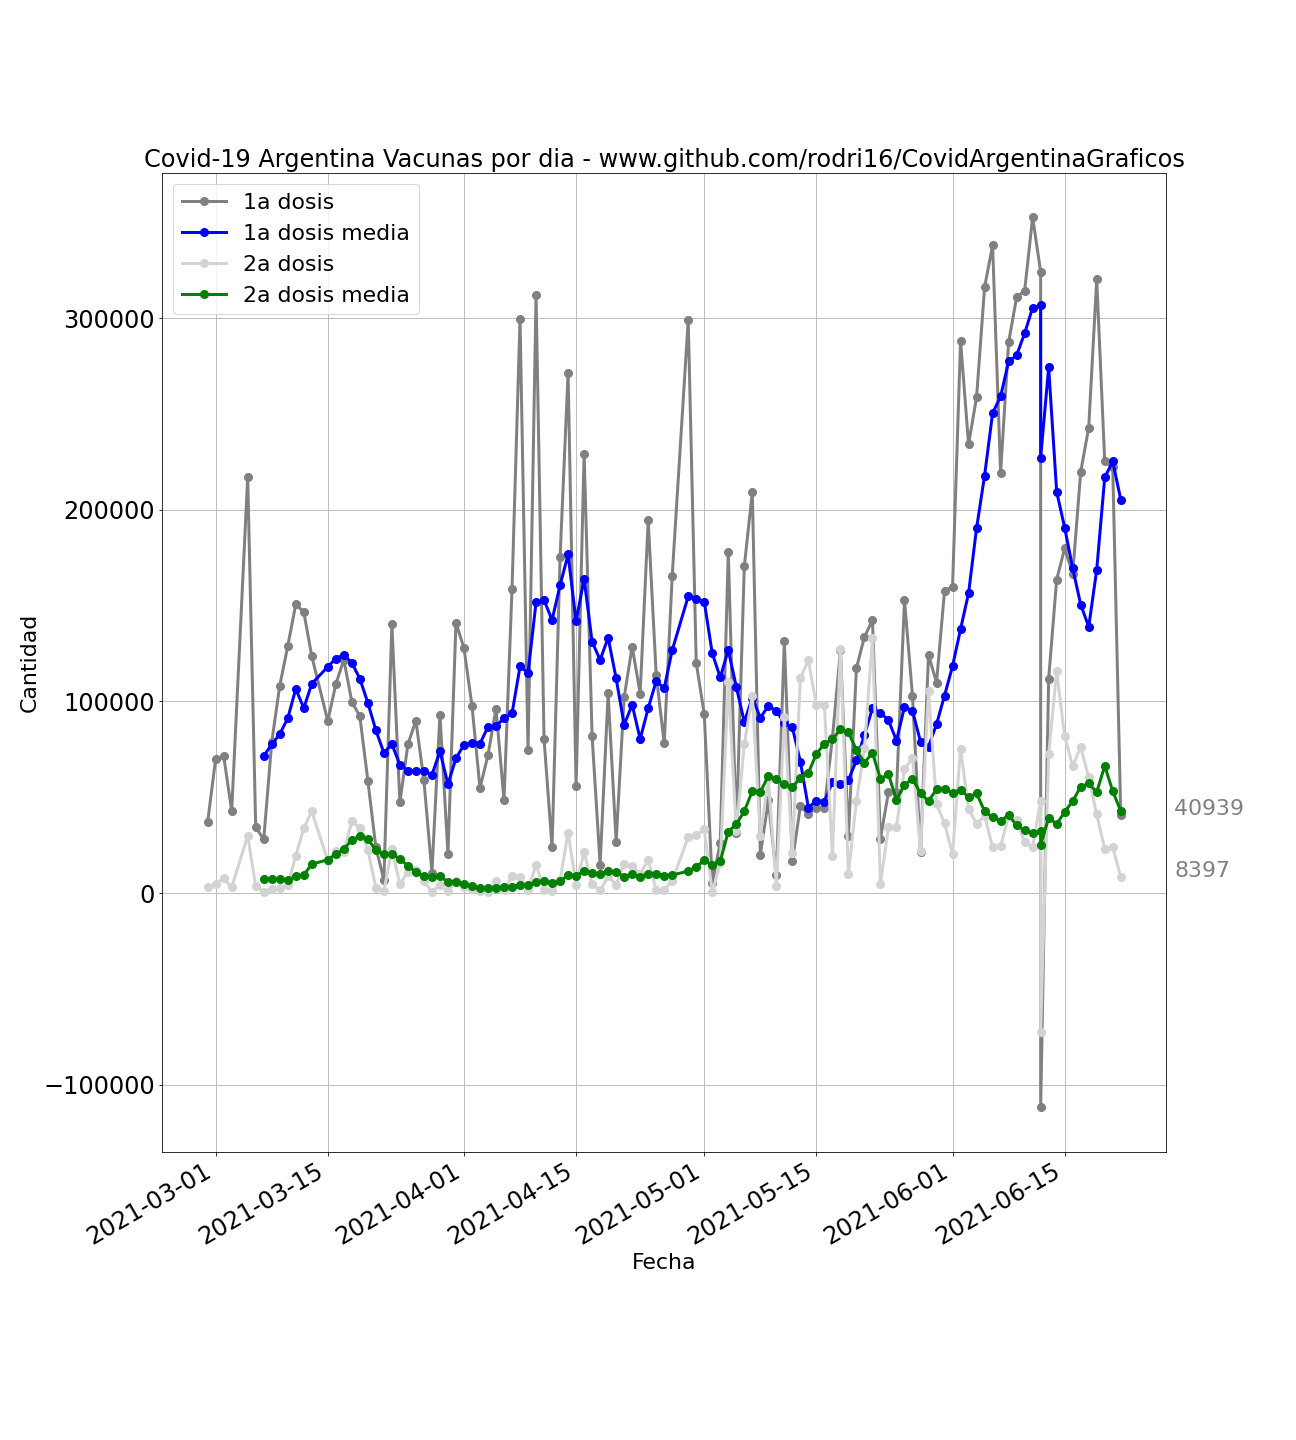 Covid-19 Argentina Vacunas por dia - www.github.com/rodri16/CovidArgentinaGraficos
1a dosis
1a dosis media
2a dosis
2a dosis media
300000
200000
100000
0
−100000
Cantidad
40939
8397
2021-03-01
2021-03-15
2021-04-01
2021-04-15
2021-05-01
2021-05-15
2021-06-01
2021-06-15
Fecha